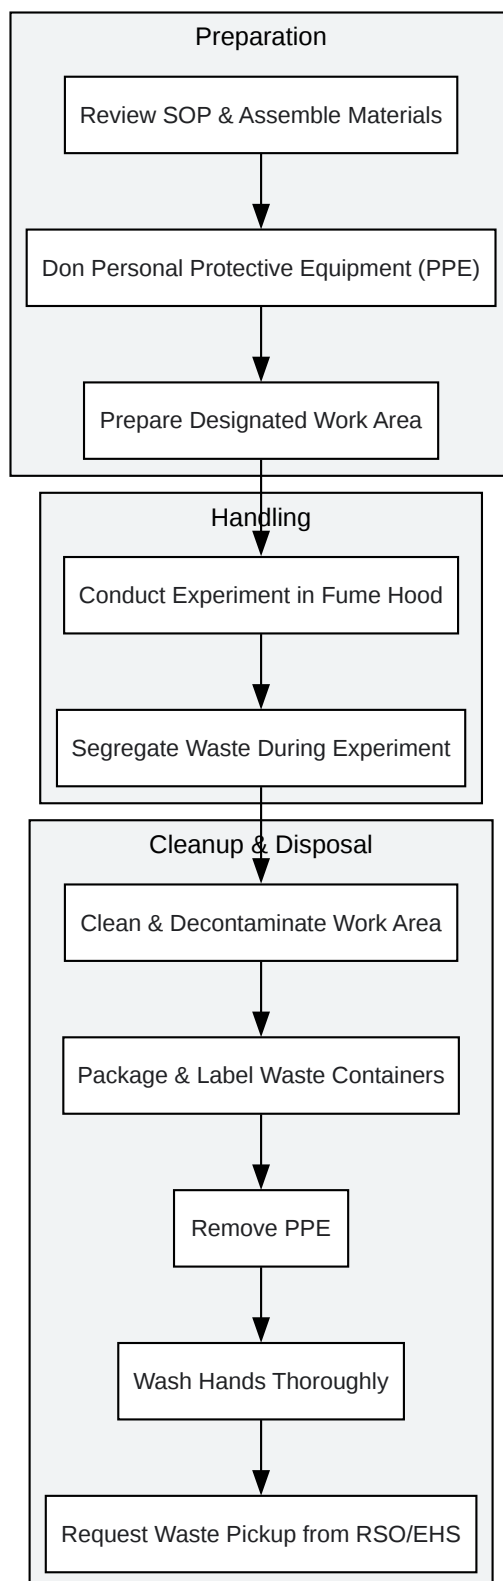 Preparation
Review SOP & Assemble Materials
Don Personal Protective Equipment (PPE)
Prepare Designated Work Area
Handling
Conduct Experiment in Fume Hood
Segregate Waste During Experiment
Cleanup & Disposal
Clean & Decontaminate Work Area
Package & Label Waste Containers
Remove PPE
Wash Hands Thoroughly
Request Waste Pickup from RSO/EHS